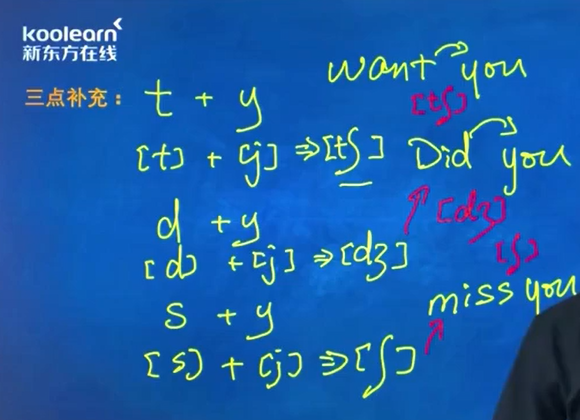 koolearn
新东方在线
三点补充：
t + y
want you
[tʃ]
[t] + [j] ⇒ [tʃ]
Did you
[dʒ]
d + y
[d] + [j] ⇒ [dʒ]
[ʃ]
miss you
s + y
[s] + [j] ⇒ [ʃ]